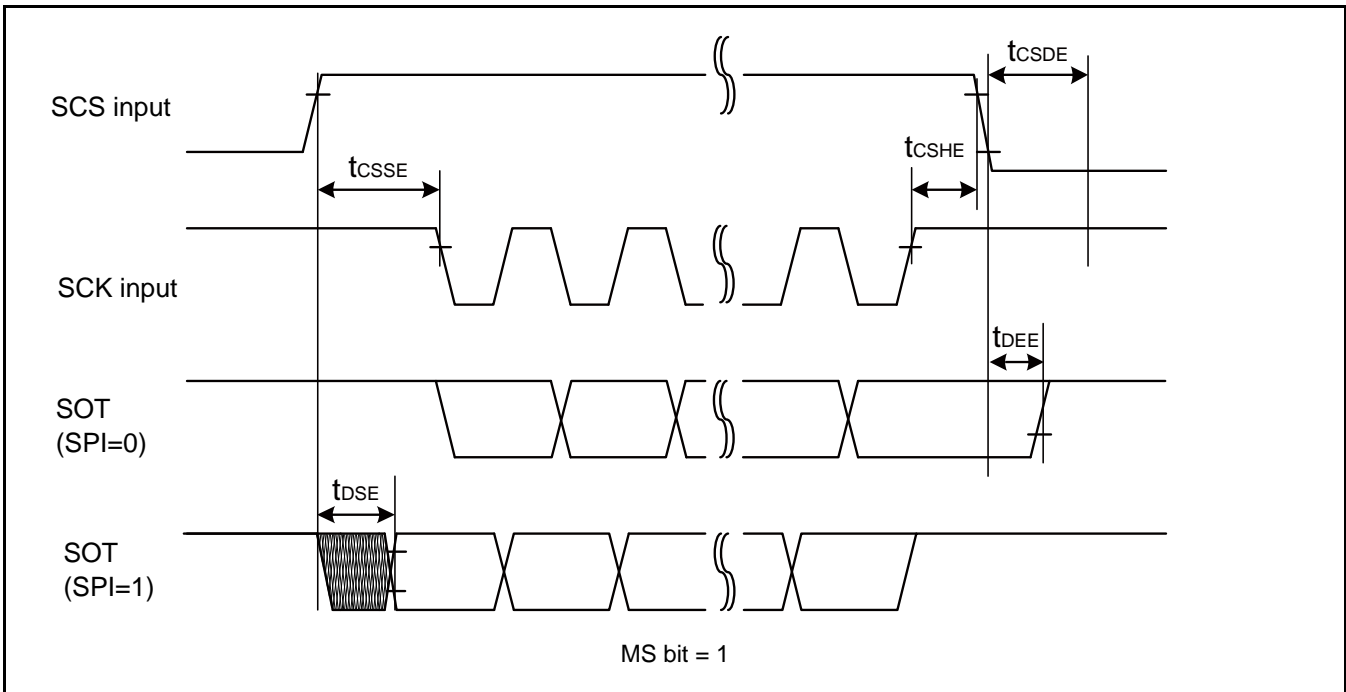 tCSDE
SCS input
tCSHE
tCSSE
SCK input
tDEE
SOT
(SPI=0)
tDSE
SOT
(SPI=1)
MS bit = 1